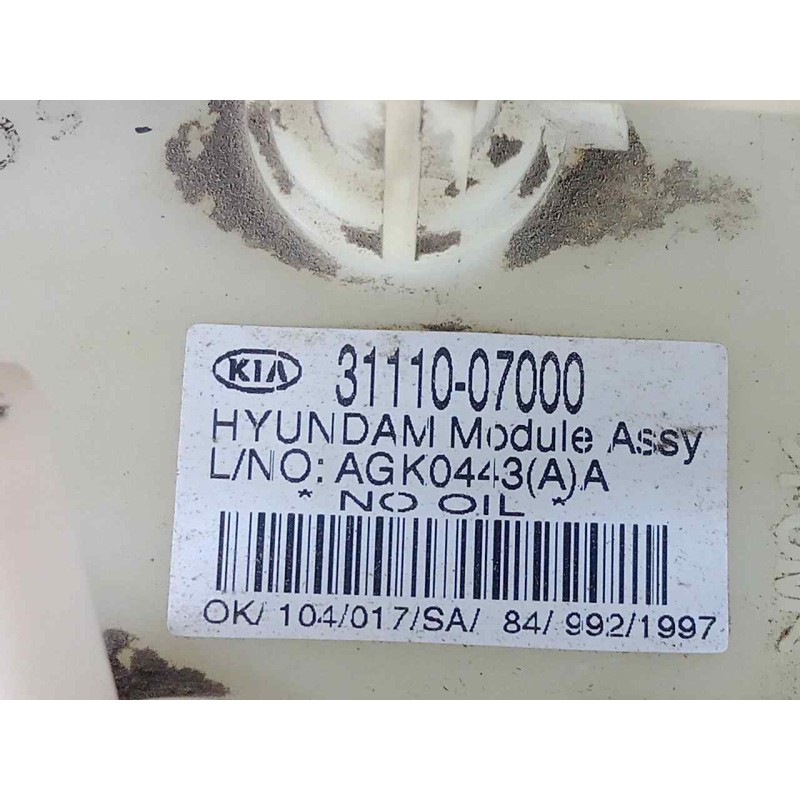 KIA 31110-07000
HYUNDAM Module Assy
L/NO: AGK0443(A)A
* NO OIL *
OK/ 104/017/SA/ 84/ 992/1997